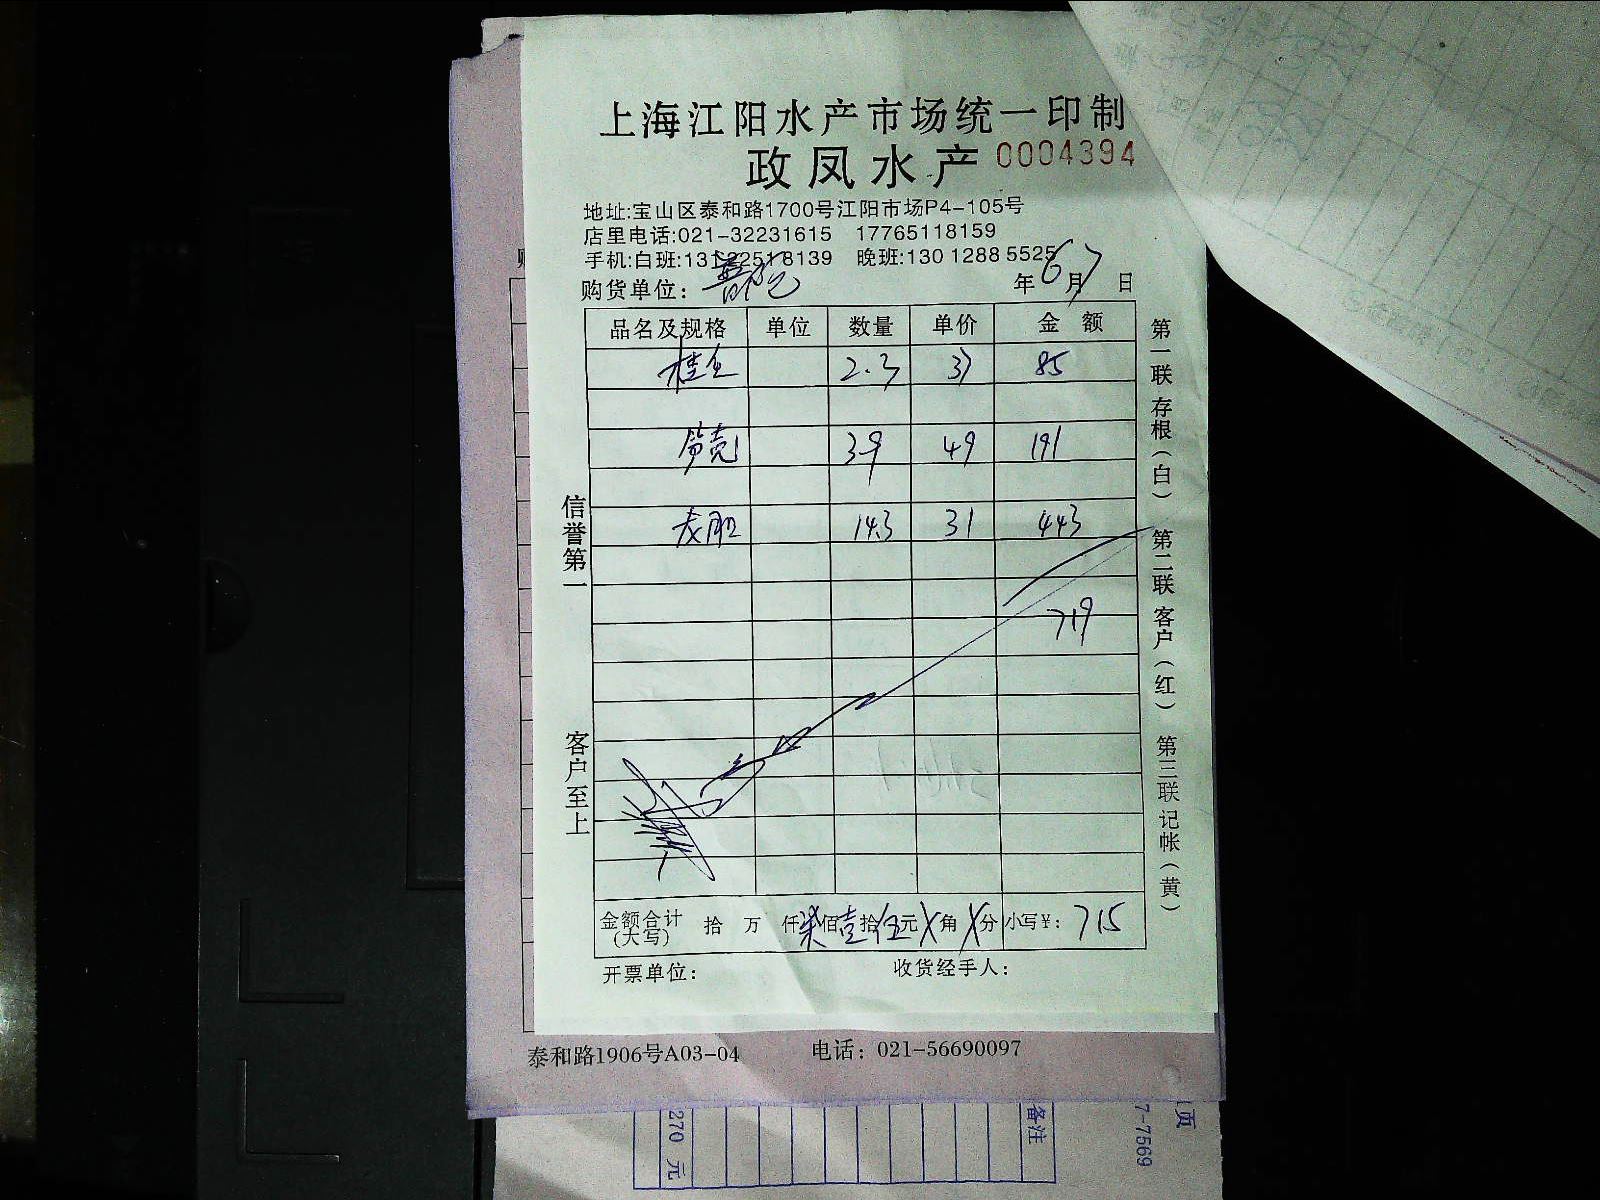 上海江阳水产市场统一印制
政凤水产 0004394
地址:宝山区泰和路1700号江阳市场P4-105号
店里电话:021-32231615 17765118159
手机:白班:13122518139 晚班:130 1288 5525
购货单位: 年6月7日
品名及规格 单位 数量 单价 金额
桂 2.3 37 85
笋壳 3.9 49 191
14.3 31 443
719
金额合计(大写) 拾 万 仟柒佰壹拾伍元X角X分 小写¥: 715
开票单位: 收货经手人:
信誉第一 客户至上
第一联存根(白) 第二联客户(红) 第三联记帐(黄)
泰和路1906号A03-04 电话: 021-56690097
备注
270 元
7-7569
页